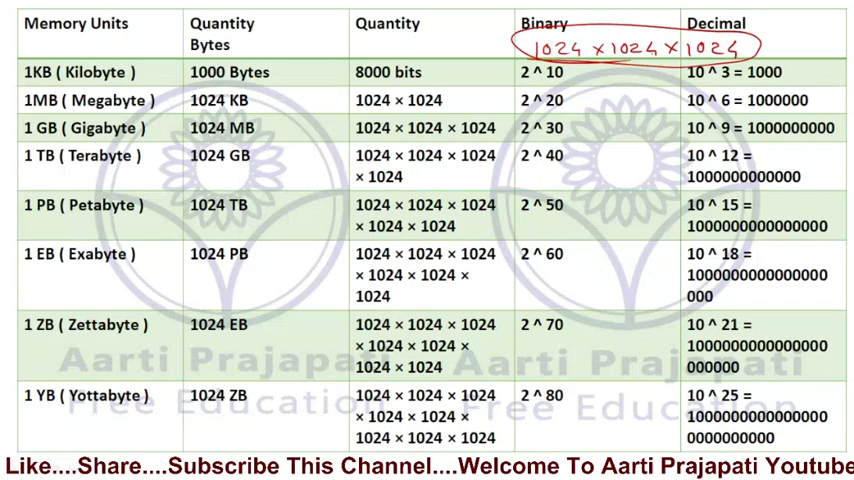 Memory Units Quantity Bytes Quantity Binary Decimal
1024 × 1024 × 1024
1KB ( Kilobyte ) 1000 Bytes 8000 bits 2 ^ 10 10 ^ 3 = 1000
1MB ( Megabyte ) 1024 KB 1024 × 1024 2 ^ 20 10 ^ 6 = 1000000
1 GB ( Gigabyte ) 1024 MB 1024 × 1024 × 1024 2 ^ 30 10 ^ 9 = 1000000000
1 TB ( Terabyte ) 1024 GB 1024 × 1024 × 1024 2 ^ 40 10 ^ 12 =
× 1024 1000000000000
1 PB ( Petabyte ) 1024 TB 1024 × 1024 × 1024 2 ^ 50 10 ^ 15 =
× 1024 × 1024 1000000000000000
1 EB ( Exabyte ) 1024 PB 1024 × 1024 × 1024 2 ^ 60 10 ^ 18 =
× 1024 × 1024 × 1000000000000000
1024 000
1 ZB ( Zettabyte ) 1024 EB 1024 × 1024 × 1024 2 ^ 70 10 ^ 21 =
× 1024 × 1024 × 1000000000000000
1024 × 1024 000000
1 YB ( Yottabyte ) 1024 ZB 1024 × 1024 × 1024 2 ^ 80 10 ^ 25 =
× 1024 × 1024 × 1000000000000000
1024 × 1024 × 1024 0000000000
Aarti Prajapati Aarti Prajapati
Free Education Free Education
Like....Share....Subscribe This Channel....Welcome To Aarti Prajapati Youtube